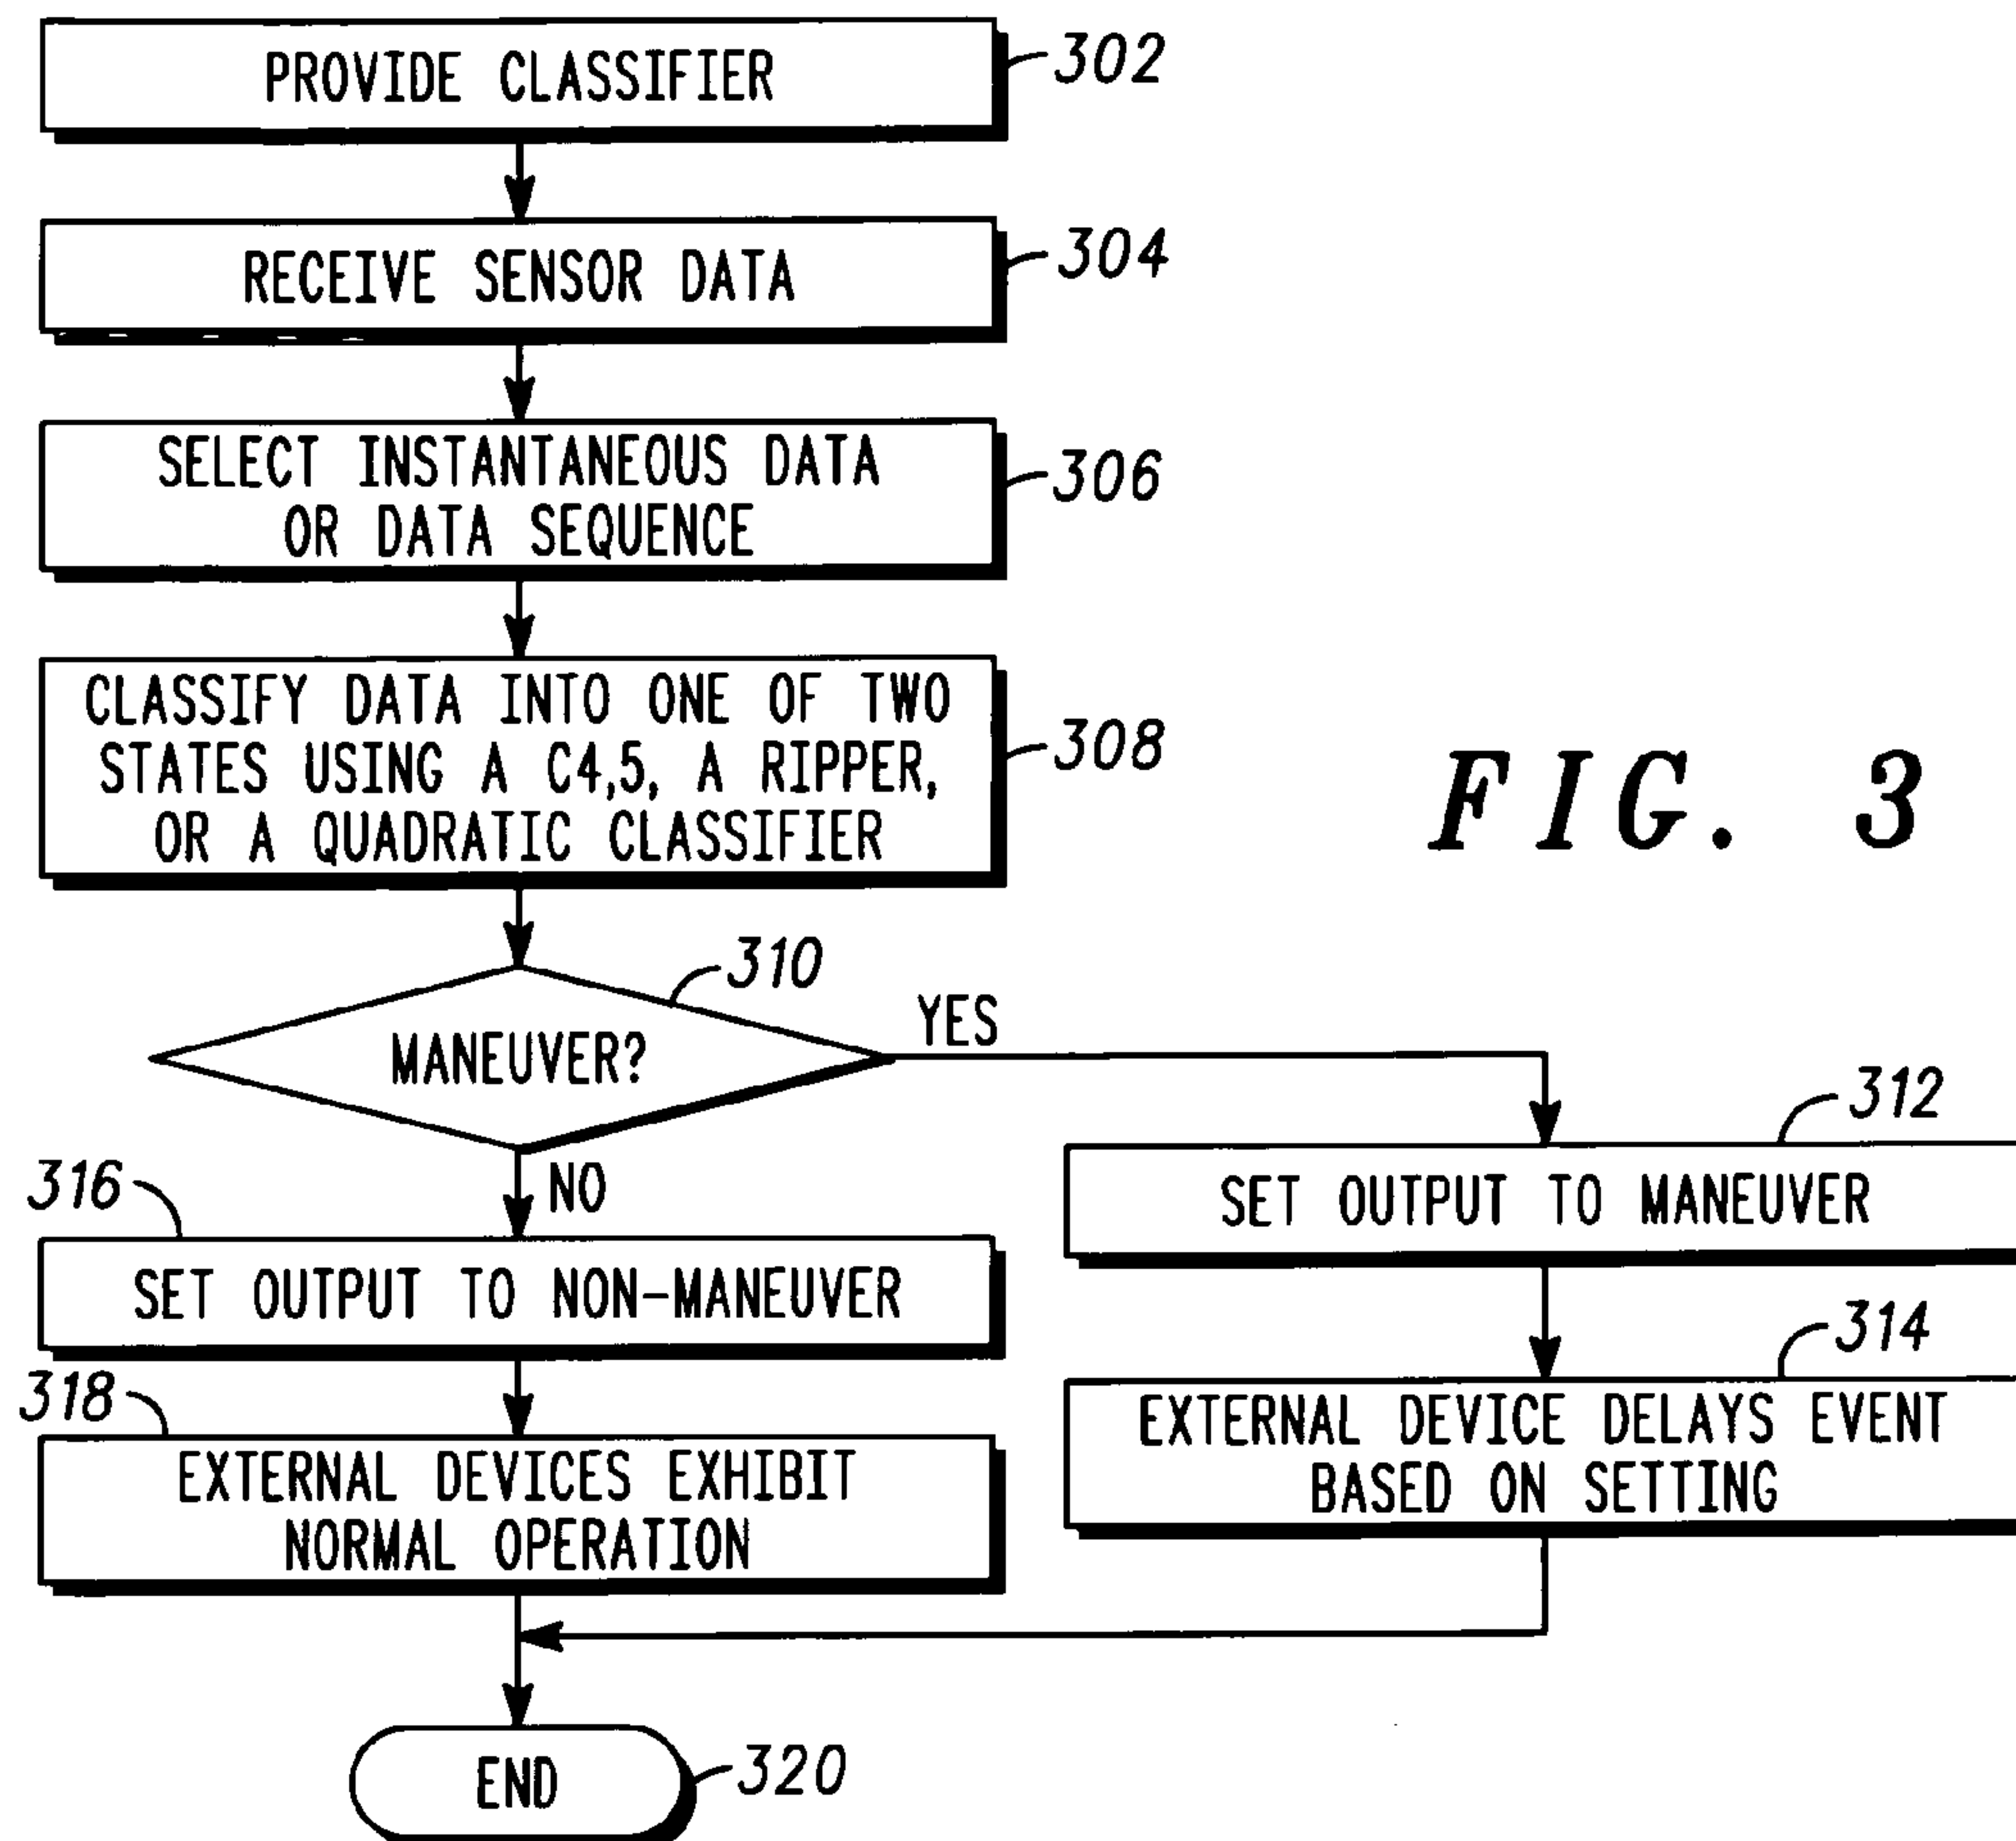 PROVIDE CLASSIFIER
302
RECEIVE SENSOR DATA
304
SELECT INSTANTANEOUS DATA
OR DATA SEQUENCE
306
CLASSIFY DATA INTO ONE OF TWO
STATES USING A C4,5, A RIPPER,
OR A QUADRATIC CLASSIFIER
308
FIG. 3
310
MANEUVER?
YES
NO
312
SET OUTPUT TO MANEUVER
314
EXTERNAL DEVICE DELAYS EVENT
BASED ON SETTING
316
SET OUTPUT TO NON-MANEUVER
318
EXTERNAL DEVICES EXHIBIT
NORMAL OPERATION
END
320